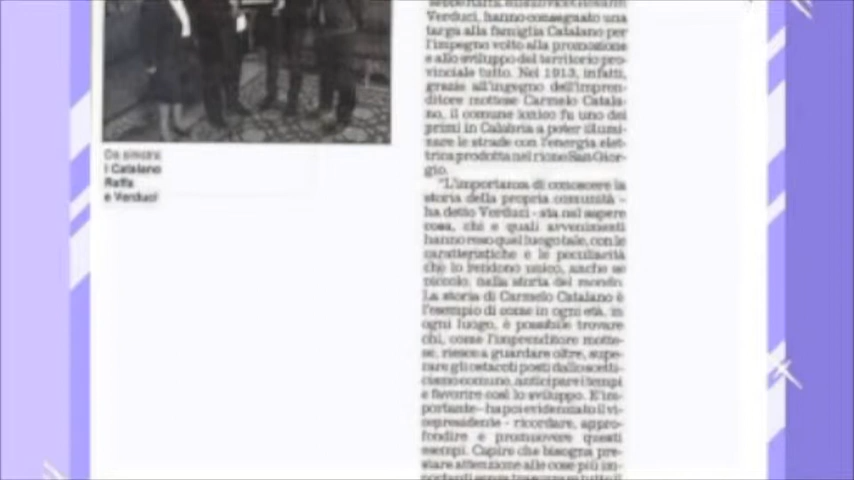 Da sinistra
i Catalano
Raffa
e Verduci
Verduci, hanno consegnato una
targa alla famiglia Catalano per
l'impegno volto alla promozione
e allo sviluppo del territorio pro-
vinciale tutto. Nel 1913, infatti,
grazie all'ingegno dell'impren-
ditore mottese Carmelo Catala-
no, il comune ionico fu uno dei
primi in Calabria a poter illumi-
nare le strade con l'energia elet-
trica prodotta nel rione San Gior-
gio.
"L'importanza di conoscere la
storia della propria comunità -
ha detto Verduci - sta nel sapere
cosa, chi e quali avvenimenti
hanno reso quel luogo tale, con le
caratteristiche e le peculiarità
che lo rendono unico, anche se
piccolo, nella storia del mondo.
La storia di Carmelo Catalano è
l'esempio di come in ogni età, in
ogni luogo, è possibile trovare
chi, come l'imprenditore motte-
se, riesce a guardare oltre, supe-
rare gli ostacoli posti dallo scetti-
cismo comune, anticipare i tempi
e favorire così lo sviluppo. E' im-
portante - ha poi evidenziato il vi-
cepresidente - ricordare, appro-
fondire e promuovere questi
esempi. Capire che bisogna pre-
stare attenzione alle cose più im-
portanti senza trascurare tutto il